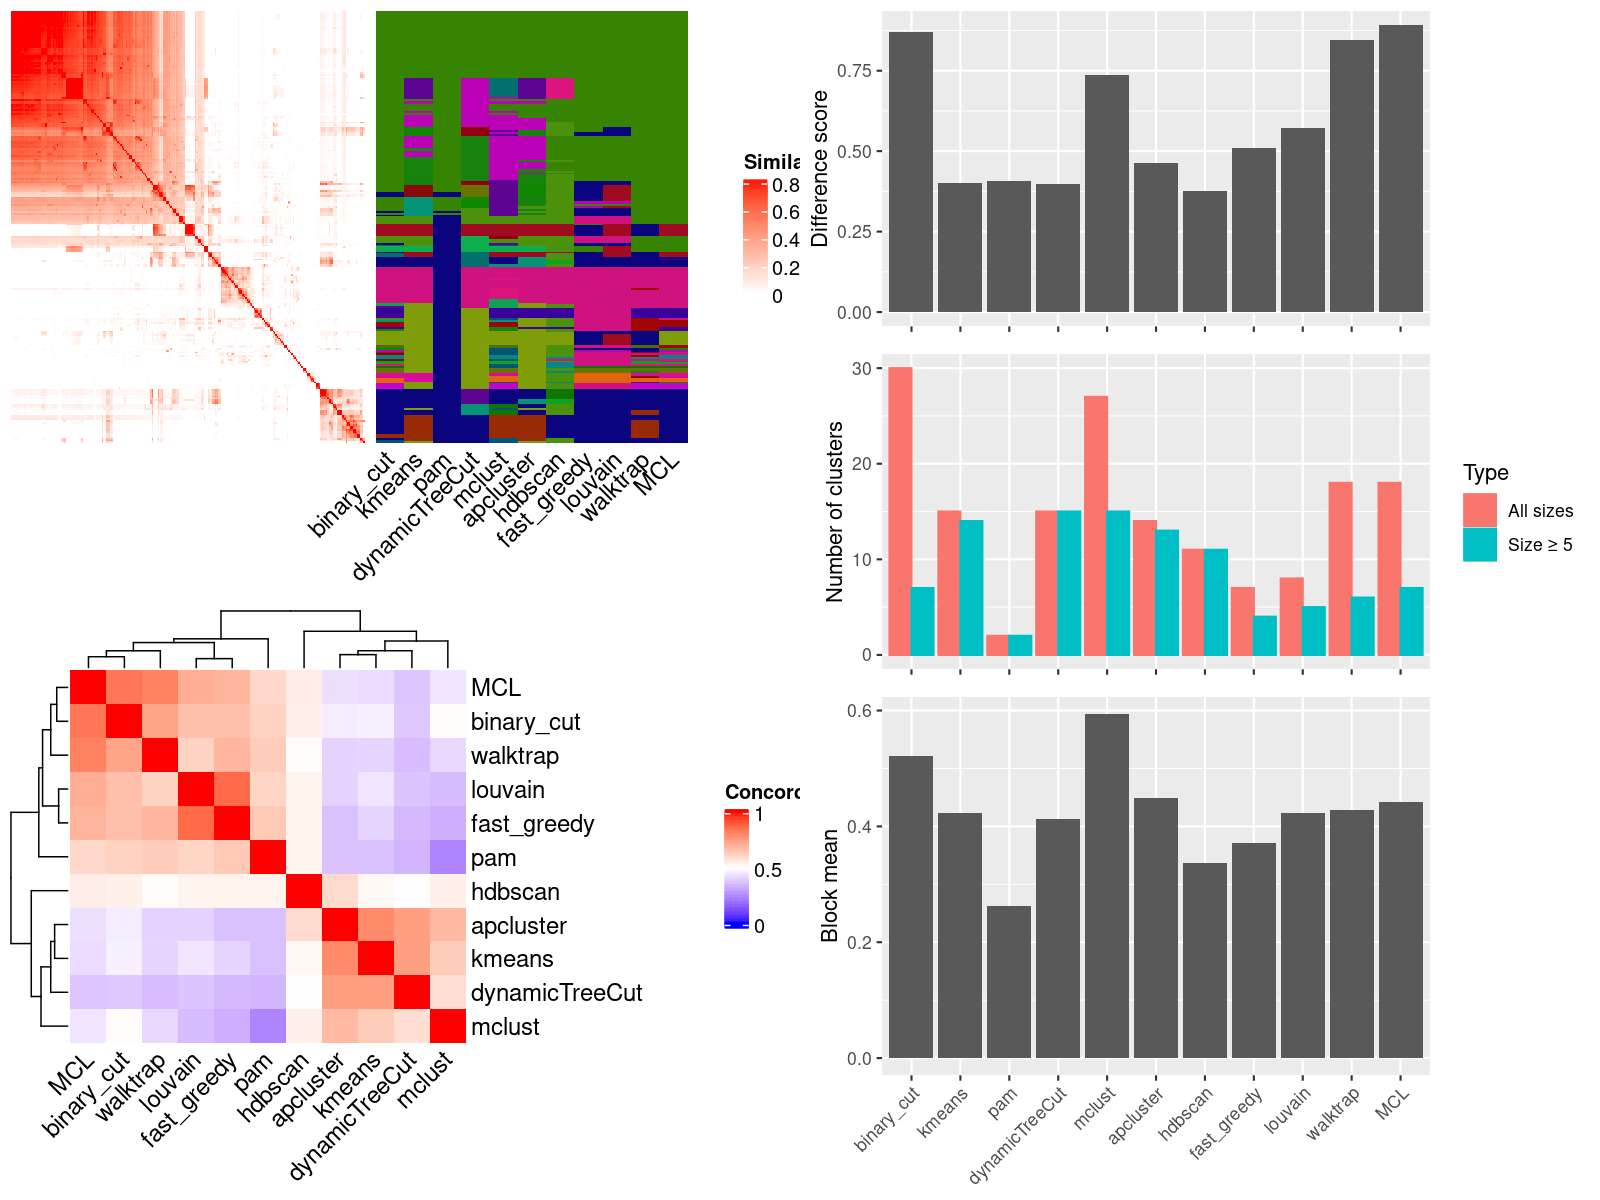 Simila
0.8
0.6
0.4
0.2
0
binary_cut
kmeans
pam
dynamicTreeCut
mclust
apcluster
hdbscan
fast_greedy
louvain
walktrap
MCL
MCL
binary_cut
walktrap
louvain
fast_greedy
pam
hdbscan
apcluster
kmeans
dynamicTreeCut
mclust
MCL
binary_cut
walktrap
louvain
fast_greedy
pam
hdbscan
apcluster
kmeans
dynamicTreeCut
mclust
Concord
1
0.5
0
Difference score
0.75
0.50
0.25
0.00
Number of clusters
30
20
10
0
Type
All sizes
Size ≥ 5
Block mean
0.6
0.4
0.2
0.0
binary_cut
kmeans
pam
dynamicTreeCut
mclust
apcluster
hdbscan
fast_greedy
louvain
walktrap
MCL